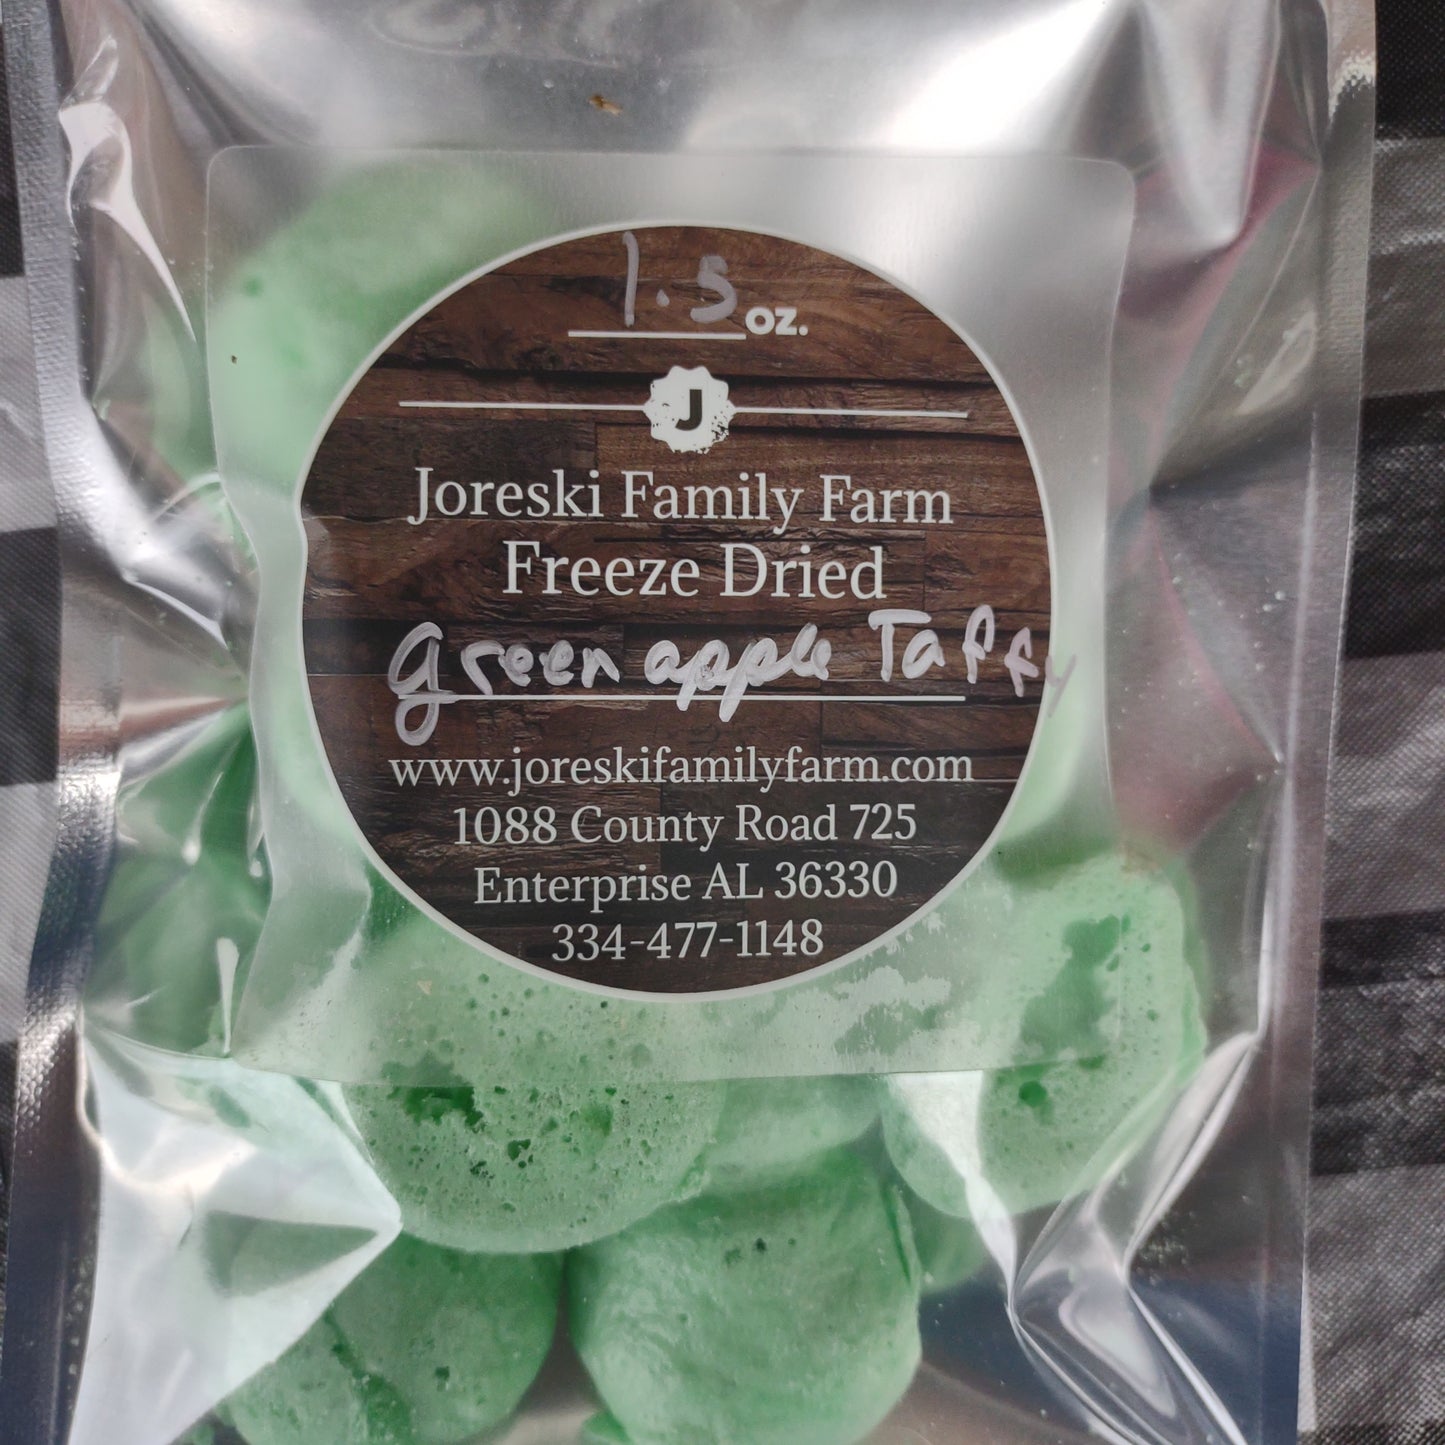 1.5 oz.
J
Joreski Family Farm
Freeze Dried
green apple Taffy
www.joreskifamilyfarm.com
1088 County Road 725
Enterprise AL 36330
334-477-1148